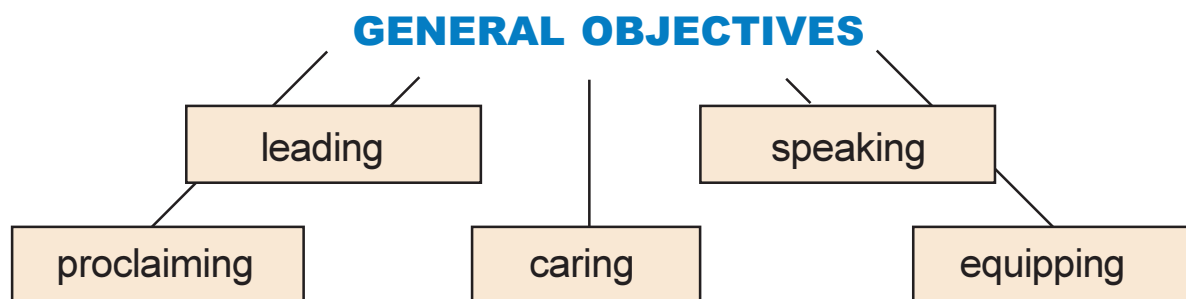 GENERAL OBJECTIVES
leading speaking
proclaiming caring equipping